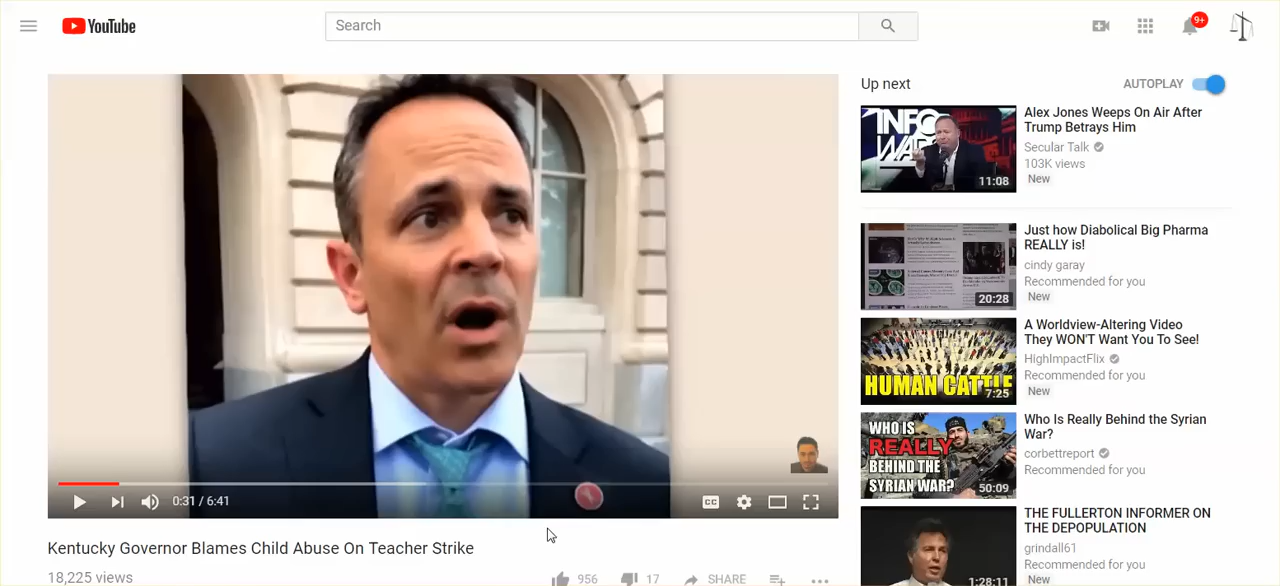 YouTube
Search
9+
Up next
AUTOPLAY
INFO
WAR
11:08
Alex Jones Weeps On Air After
Trump Betrays Him
Secular Talk
103K views
New
20:28
Just how Diabolical Big Pharma
REALLY is!
cindy garay
Recommended for you
New
HUMAN CATTLE
7:25
A Worldview-Altering Video
They WON'T Want You To See!
HighImpactFlix
Recommended for you
New
WHO IS
REALLY
BEHIND THE
SYRIAN WAR?
50:09
Who Is Really Behind the Syrian
War?
corbettreport
Recommended for you
1:28:11
THE FULLERTON INFORMER ON
THE DEPOPULATION
grindall61
Recommended for you
New
0:31 / 6:41
CC
Kentucky Governor Blames Child Abuse On Teacher Strike
18,225 views
956
17
SHARE